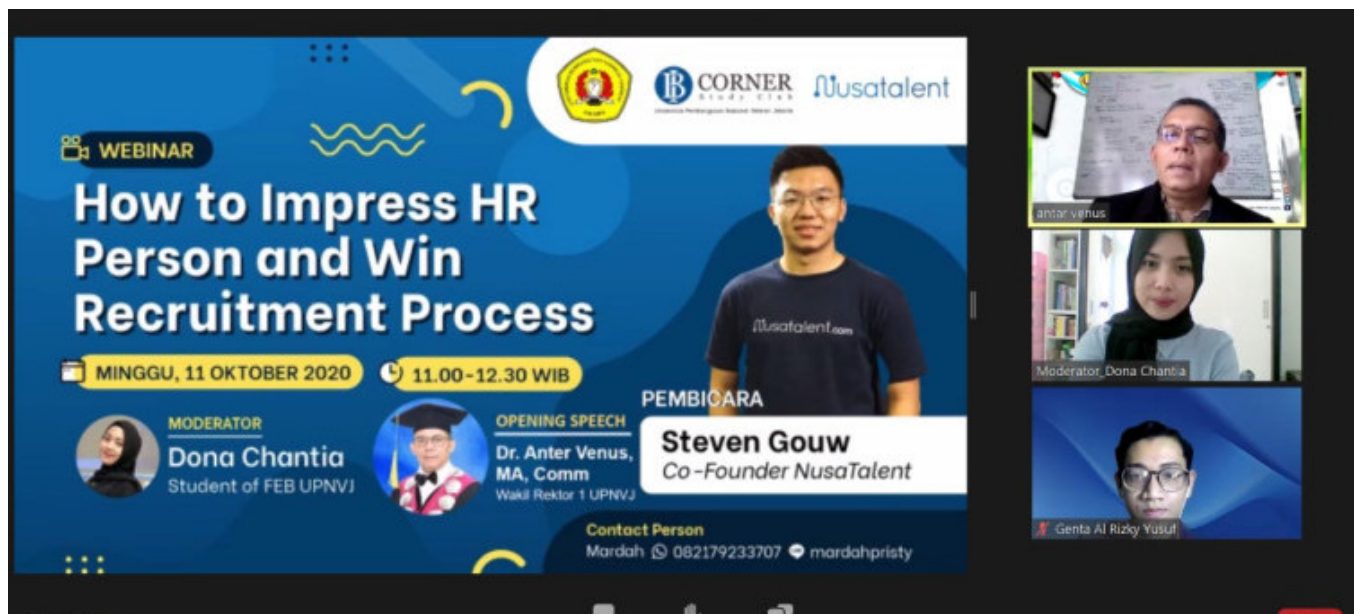 CORNER
Study Club
Nusatalent
WEBINAR
How to Impress HR
Person and Win
Recruitment Process
MINGGU, 11 OKTOBER 2020
11.00-12.30 WIB
Nusatalent.com
MODERATOR
Dona Chantia
Student of FEB UPNVJ
OPENING SPEECH
Dr. Anter Venus,
MA, Comm
Wakil Rektor 1 UPNVJ
PEMBICARA
Steven Gouw
Co-Founder NusaTalent
Contact Person
Mardah 082179233707 mardahpristy
antar venus
Moderator_Dona Chantia
Genta Al Rizky Yusuf